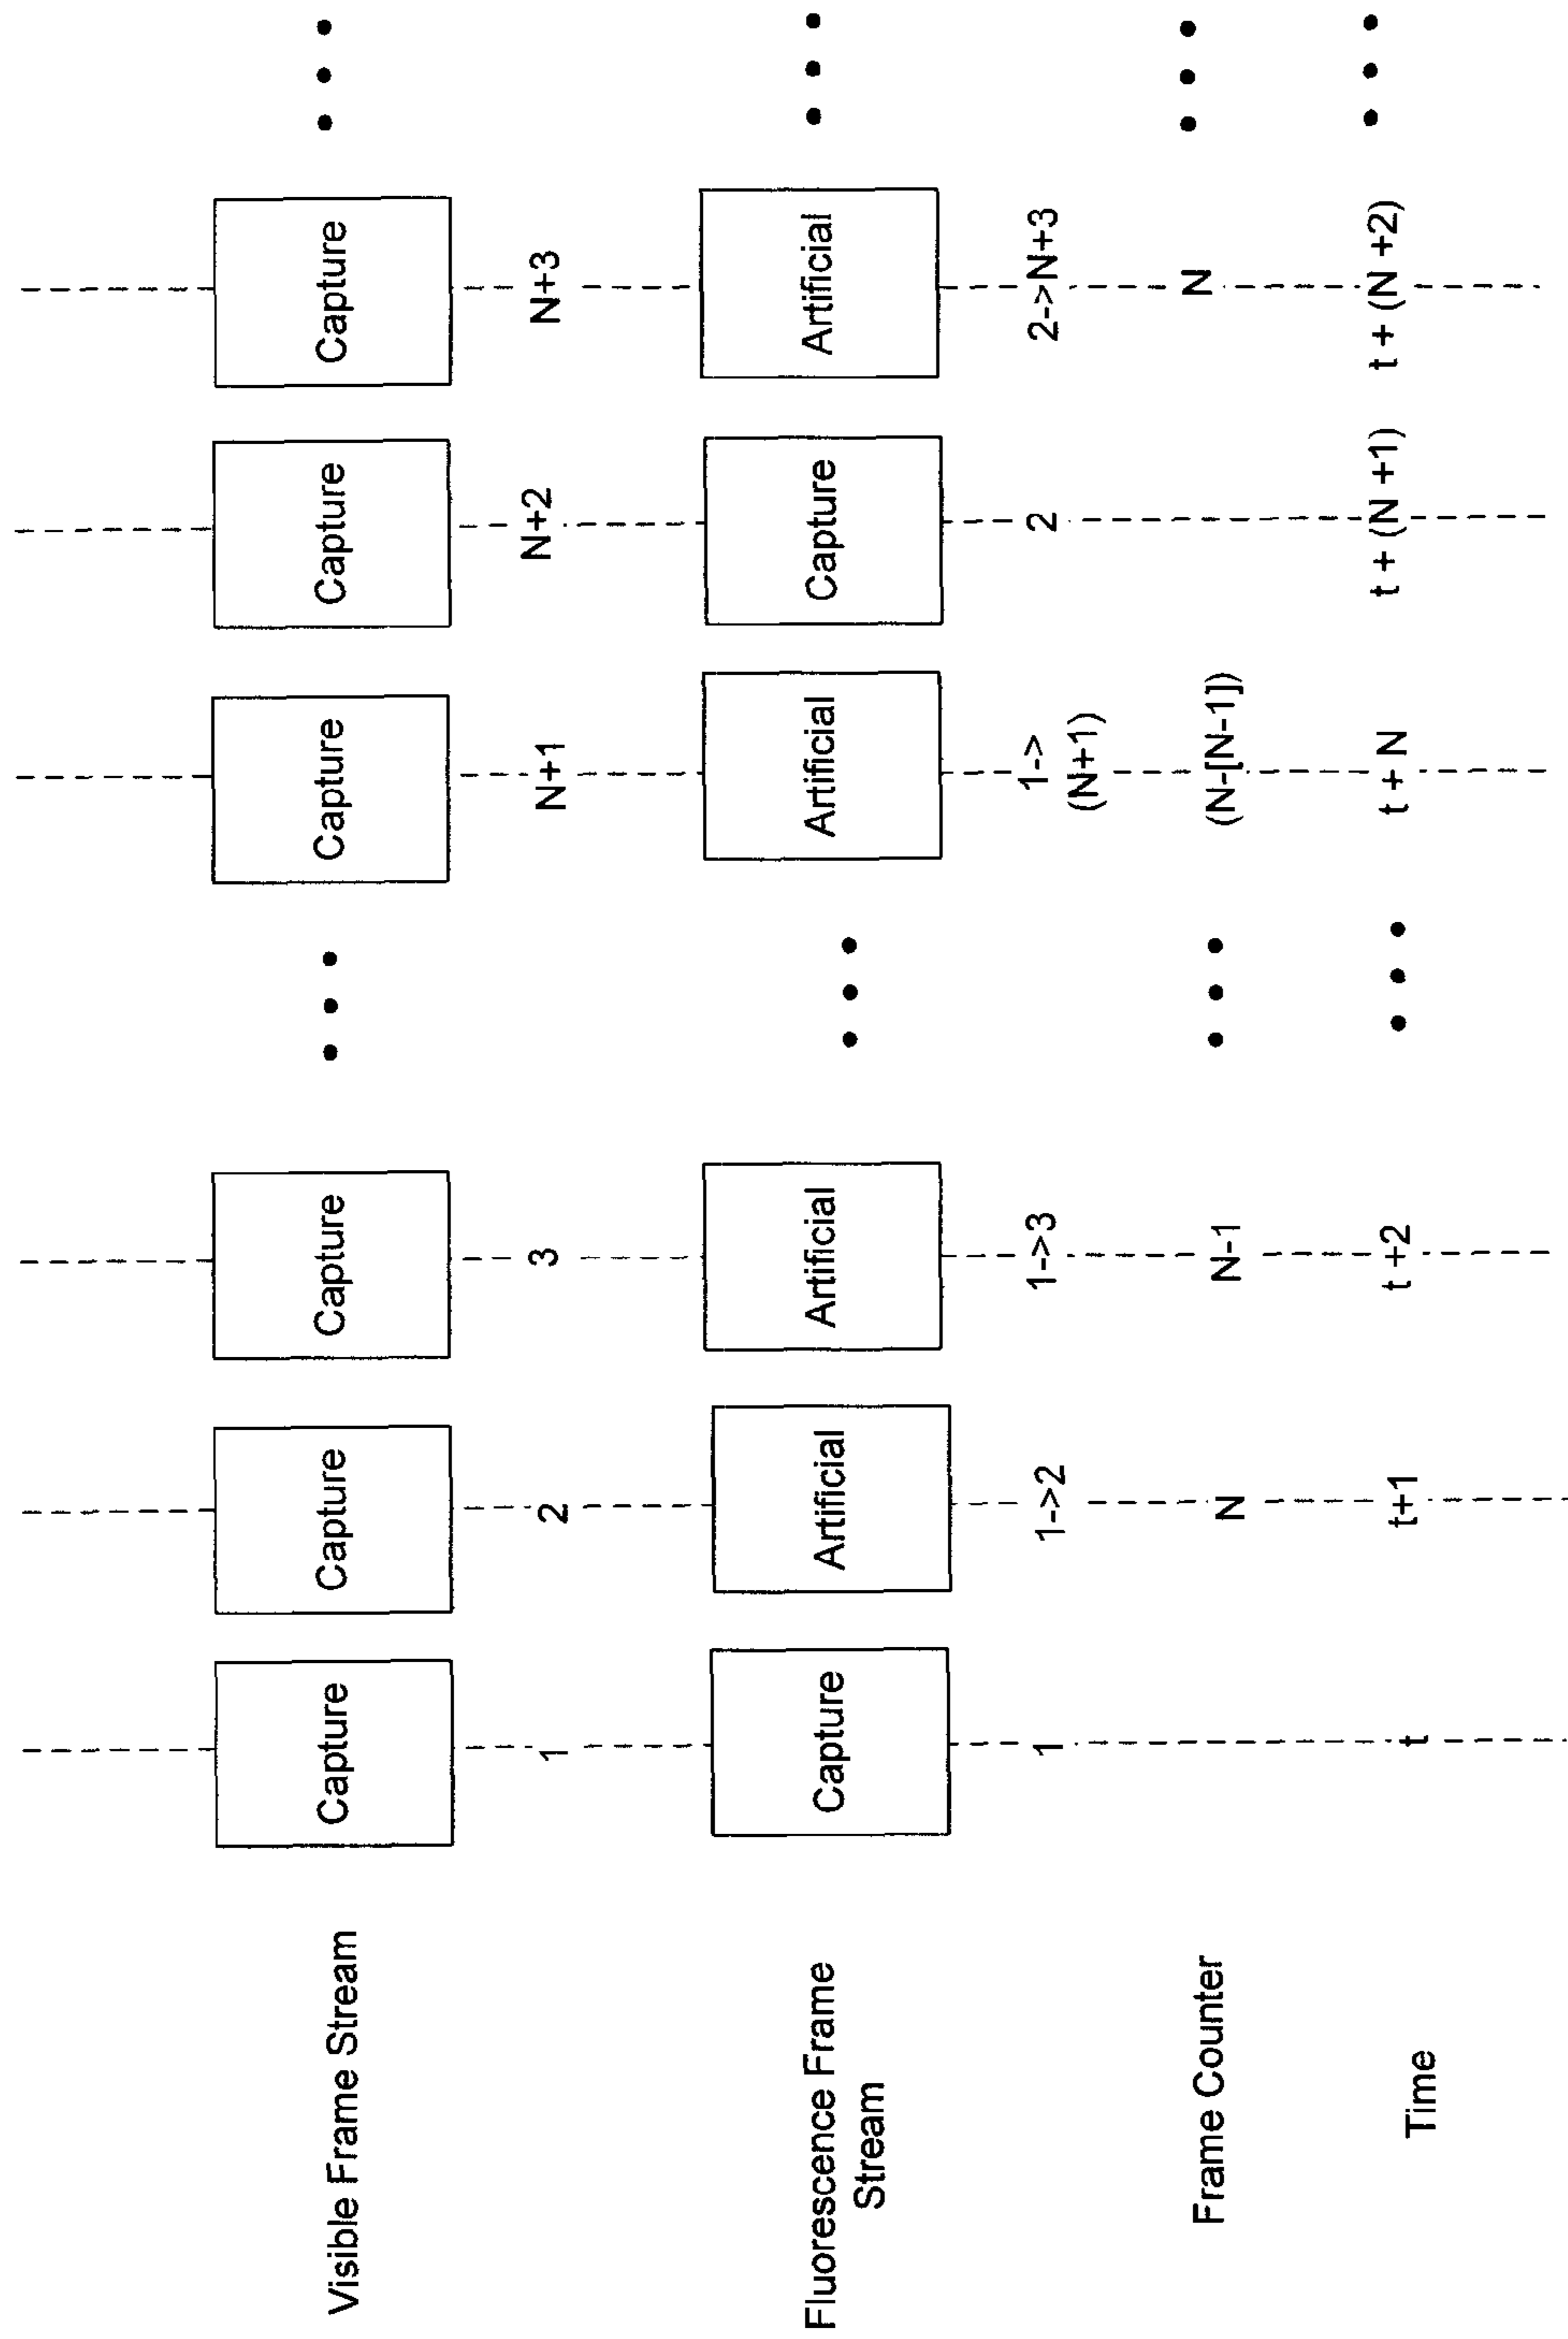 Visible Frame Stream
Capture
Capture
Capture
Capture
Capture
Capture
1
2
3
N+1
N+2
N+3
Fluorescence Frame
Stream
Capture
Artificial
Artificial
Artificial
Capture
Artificial
1
1->2
1->3
1->
(N+1)
2
2->N+3
Frame Counter
N
N-1
(N-[N-1])
N
Time
t
t+1
t +2
t + N
t + (N +1)
t + (N +2)